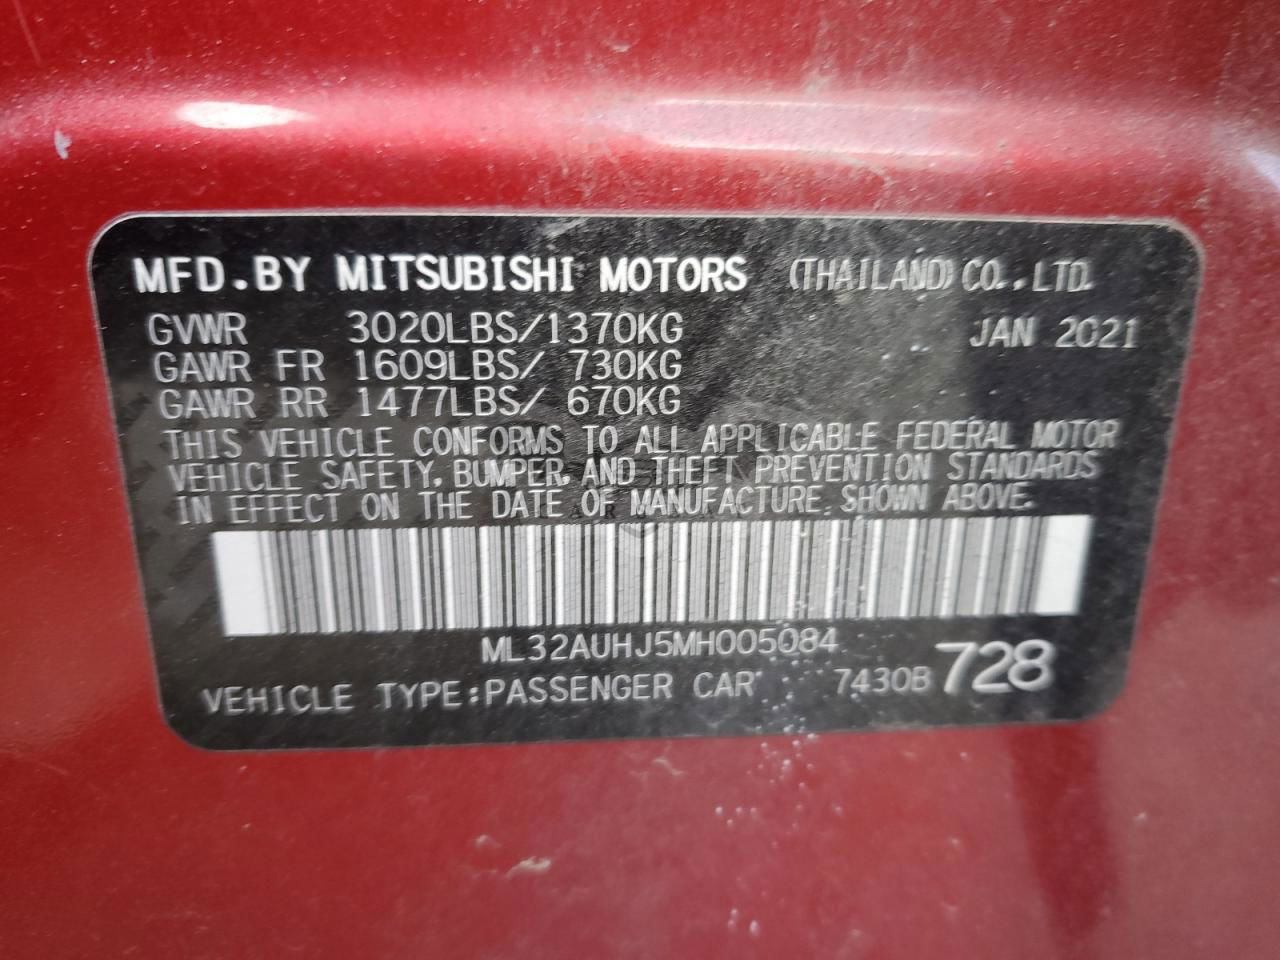 MFD.BY MITSUBISHI MOTORS (THAILAND)CO.,LTD.
GVWR 3020LBS/1370KG JAN 2021
GAWR FR 1609LBS/ 730KG
GAWR RR 1477LBS/ 670KG
THIS VEHICLE CONFORMS TO ALL APPLICABLE FEDERAL MOTOR
VEHICLE SAFETY, BUMPER, AND THEFT PREVENTION STANDARDS
IN EFFECT ON THE DATE OF MANUFACTURE SHOWN ABOVE.
ML32AUHJ5MH005084
VEHICLE TYPE:PASSENGER CAR 7430B 728